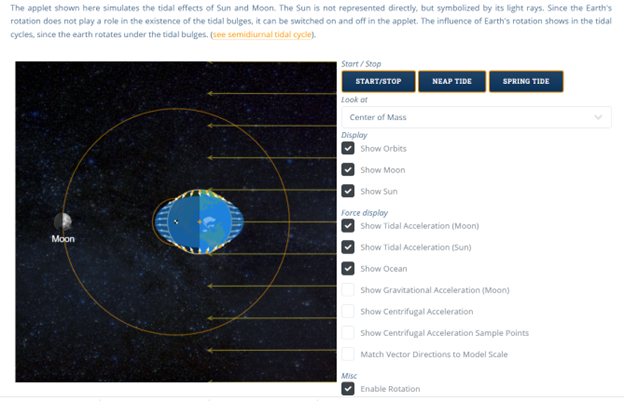 The applet shown here simulates the tidal effects of Sun and Moon. The Sun is not represented directly, but symbolized by its light rays. Since the Earth's
rotation does not play a role in the existence of the tidal bulges, it can be switched on and off in the applet. The influence of Earth's rotation shows in the tidal
cycles, since the earth rotates under the tidal bulges. (see semidiurnal tidal cycle).
Start / Stop
START/STOP NEAP TIDE SPRING TIDE
Look at
Center of Mass
Display
Show Orbits
Show Moon
Show Sun
Force display
Show Tidal Acceleration (Moon)
Show Tidal Acceleration (Sun)
Show Ocean
Show Gravitational Acceleration (Moon)
Show Centrifugal Acceleration
Show Centrifugal Acceleration Sample Points
Match Vector Directions to Model Scale
Misc
Enable Rotation
Moon